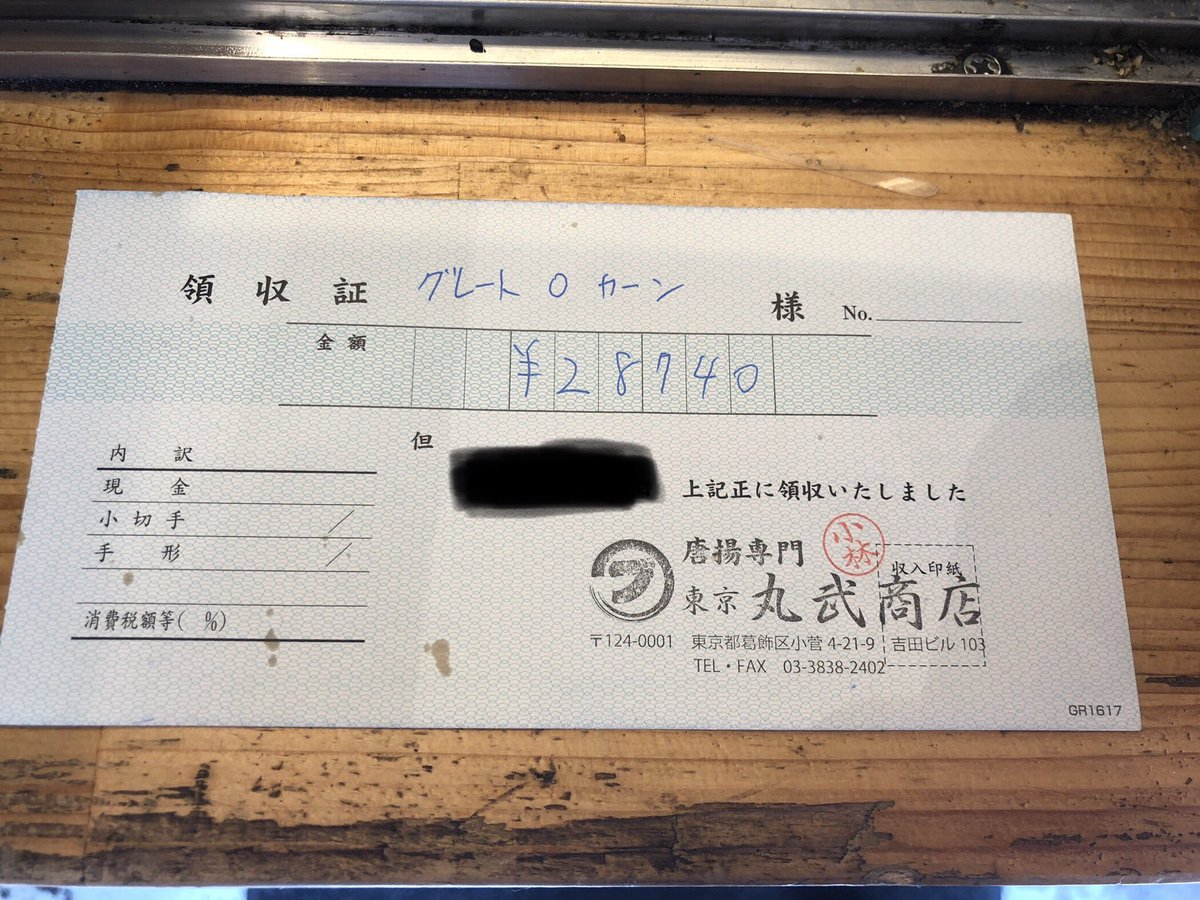 領収証 グレート O カーン 様 No.
金額 ¥28740
但
上記正に領収いたしました
内訳
現金
小切手
手形
消費税額等( %)
唐揚専門
小林
収入印紙
東京 丸武商店
〒124-0001 東京都葛飾区小菅 4-21-9 吉田ビル 103
TEL・FAX 03-3838-2402
GR1617